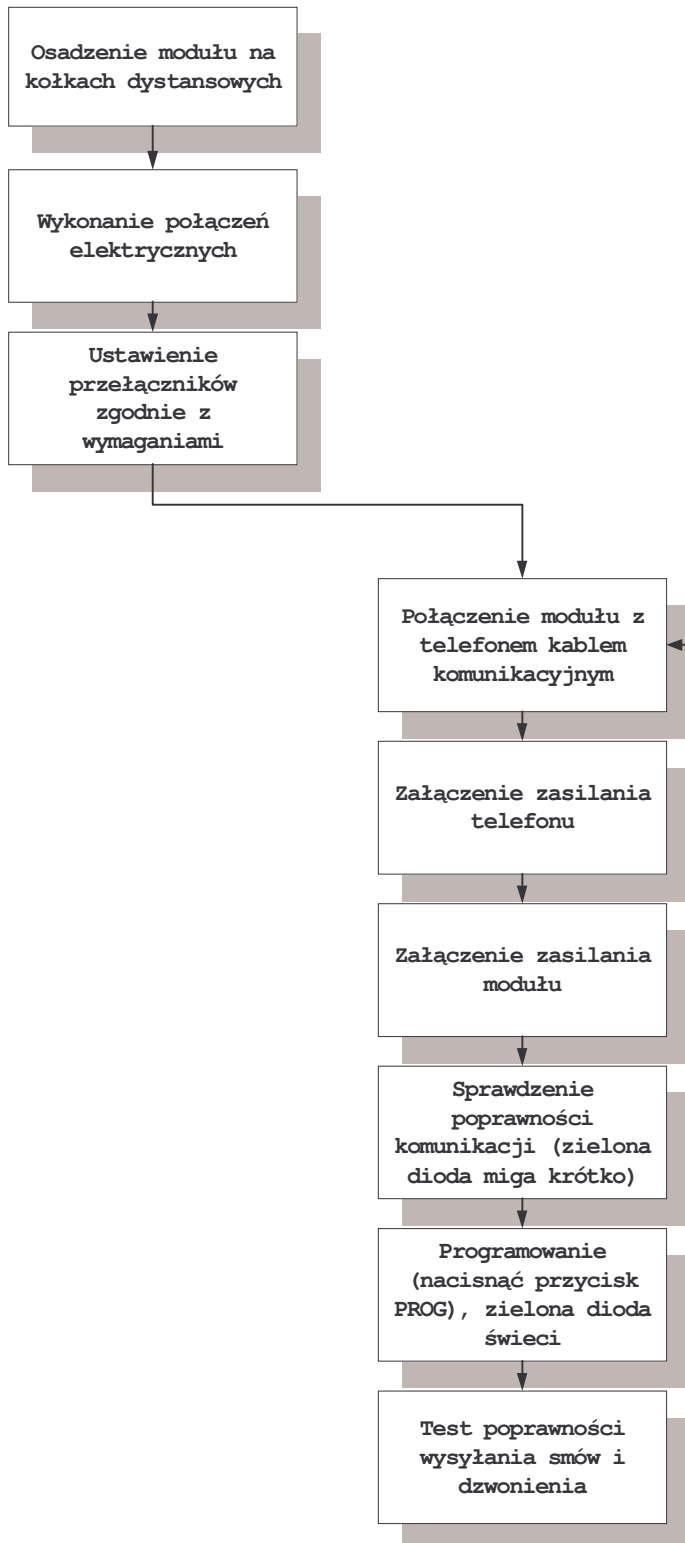 Osadzenie modułu na
kołkach dystansowych
Wykonanie połączeń
elektrycznych
Ustawienie
przełączników
zgodnie z
wymaganiami
Połączenie modułu z
telefonem kablem
komunikacyjnym
Załączenie zasilania
telefonu
Załączenie zasilania
modułu
Sprawdzenie
poprawności
komunikacji (zielona
dioda miga krótko)
Programowanie
(nacisnąć przycisk
PROG), zielona dioda
świeci
Test poprawności
wysyłania smów i
dzwonienia